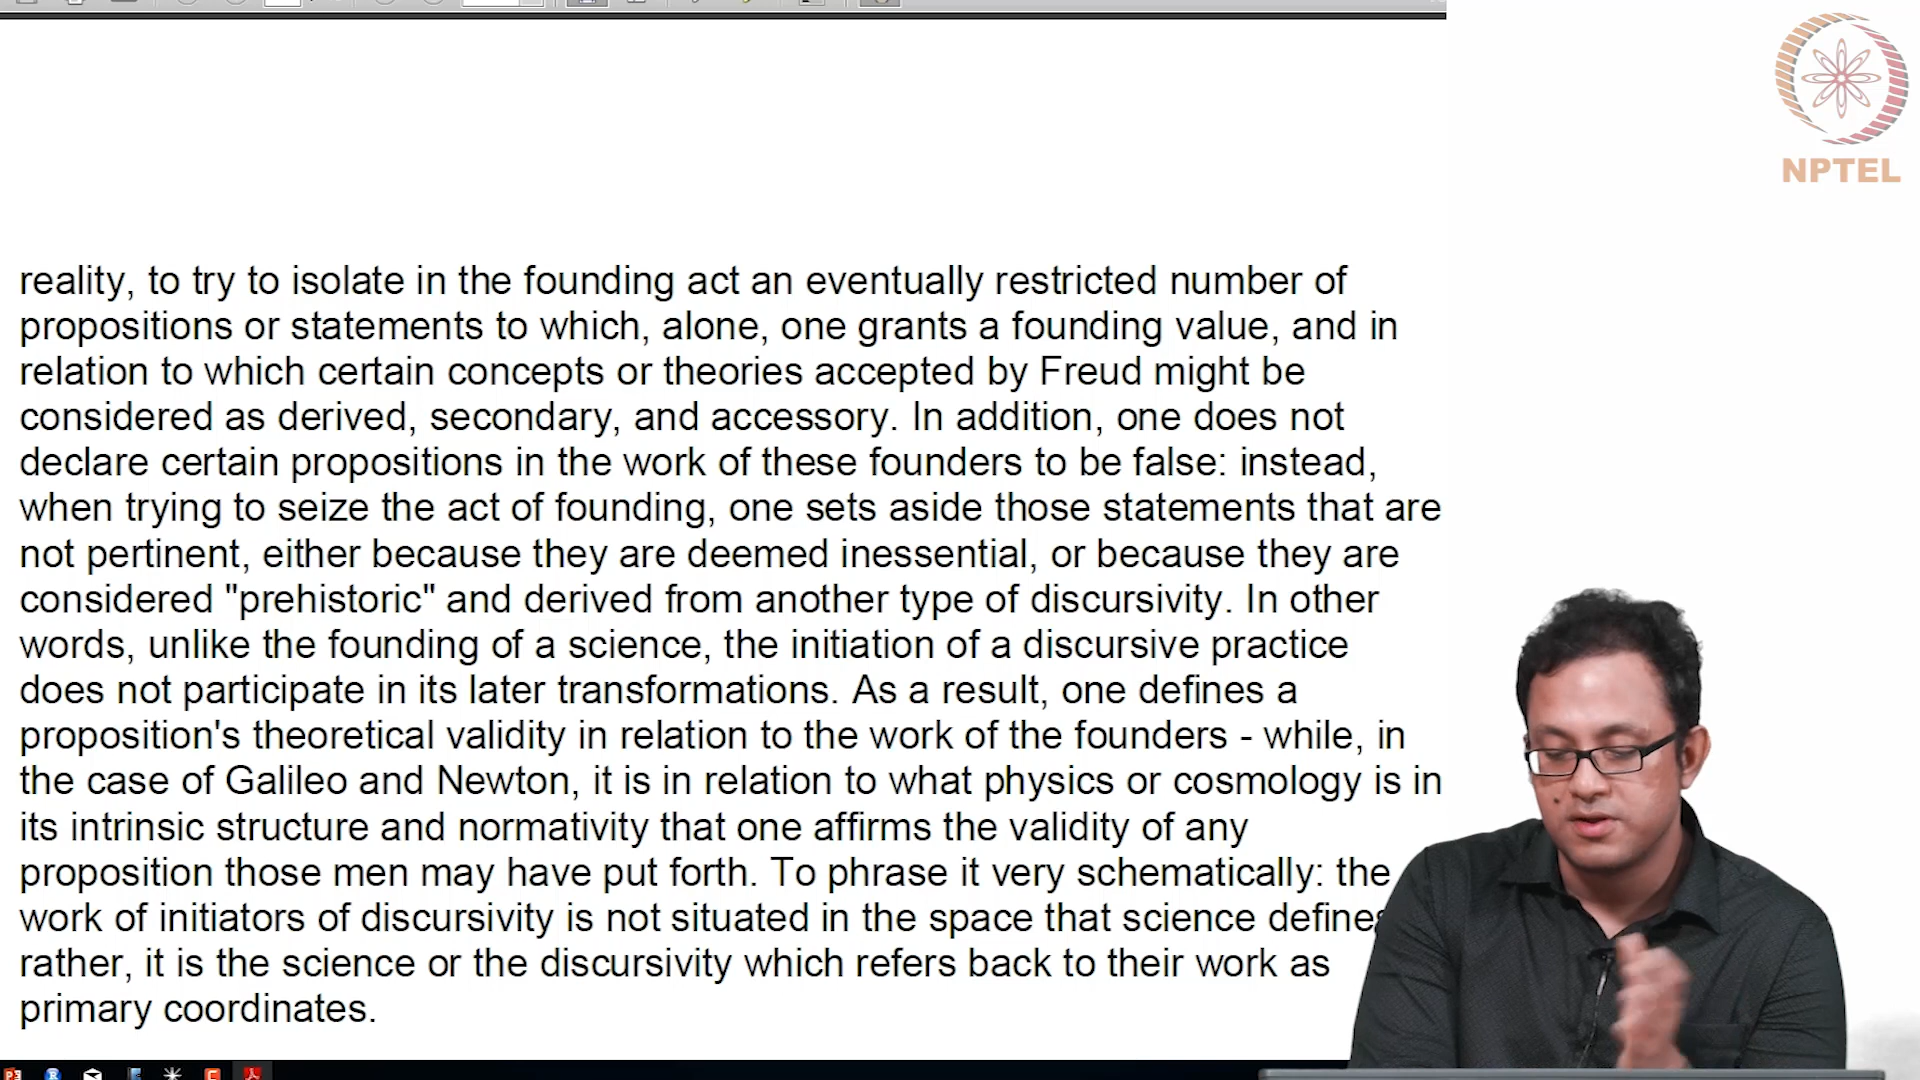 NPTEL
reality, to try to isolate in the founding act an eventually restricted number of
propositions or statements to which, alone, one grants a founding value, and in
relation to which certain concepts or theories accepted by Freud might be
considered as derived, secondary, and accessory. In addition, one does not
declare certain propositions in the work of these founders to be false: instead,
when trying to seize the act of founding, one sets aside those statements that are
not pertinent, either because they are deemed inessential, or because they are
considered "prehistoric" and derived from another type of discursivity. In other
words, unlike the founding of a science, the initiation of a discursive practice
does not participate in its later transformations. As a result, one defines a
proposition's theoretical validity in relation to the work of the founders - while, in
the case of Galileo and Newton, it is in relation to what physics or cosmology is in
its intrinsic structure and normativity that one affirms the validity of any
proposition those men may have put forth. To phrase it very schematically: the
work of initiators of discursivity is not situated in the space that science defines
rather, it is the science or the discursivity which refers back to their work as
primary coordinates.